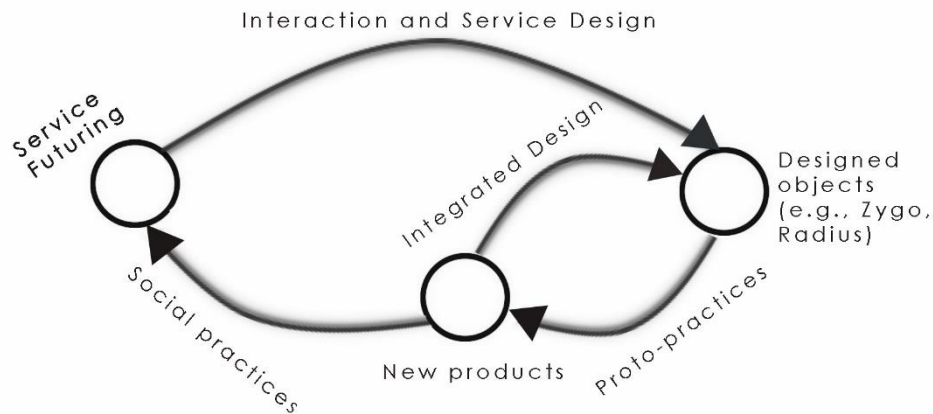 Interaction and Service Design
Service
Futuring
Integrated Design
Designed
objects
(e.g., Zygo,
Radius)
Social practices
New products
Proto-practices